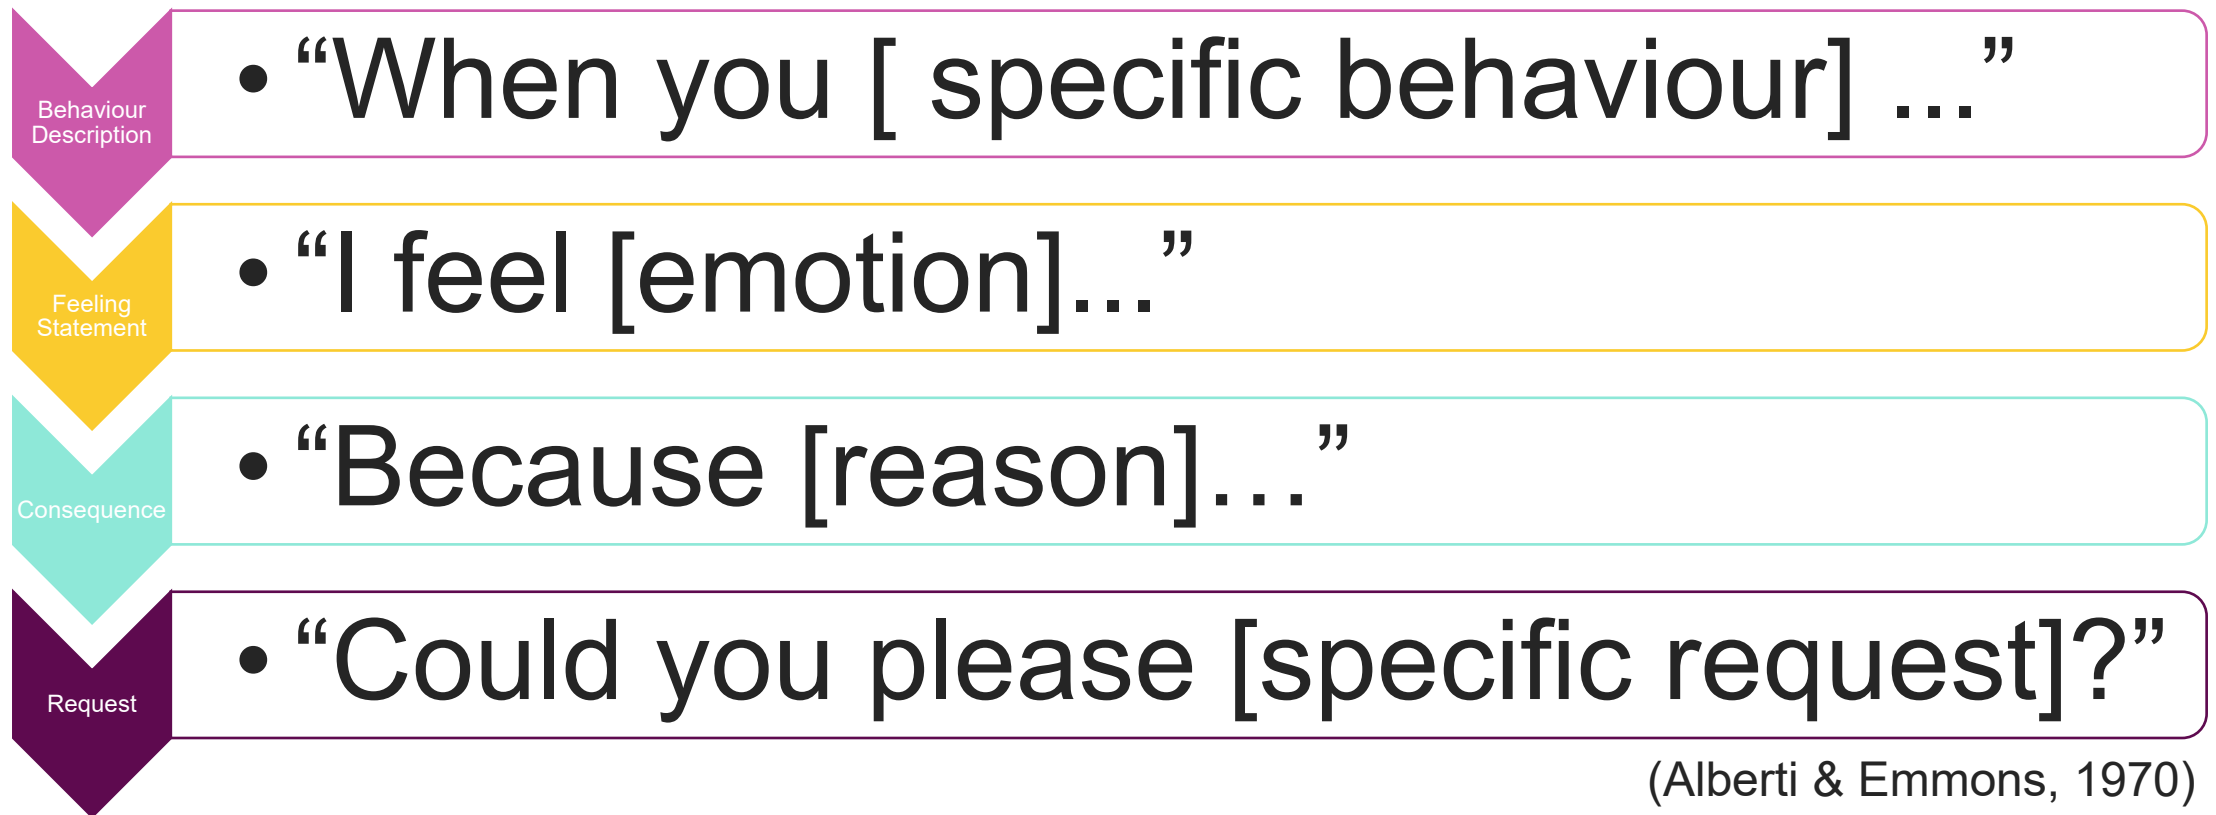 Behaviour
Description
• “When you [ specific behaviour] ...”
Feeling
Statement
• “I feel [emotion]...”
Consequence
• “Because [reason]…”
Request
• “Could you please [specific request]?”
(Alberti & Emmons, 1970)